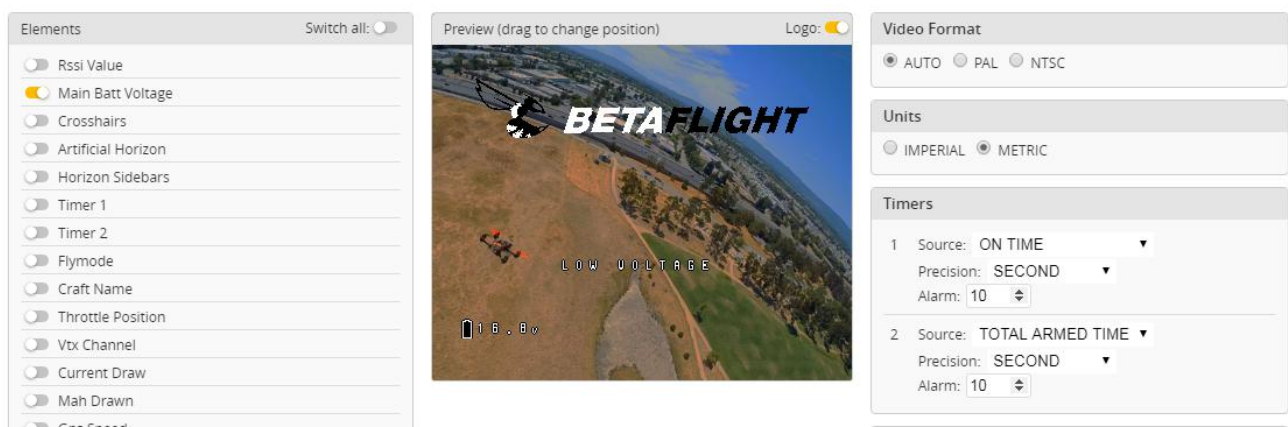 Elements Switch all:
Rssi Value
Main Batt Voltage
Crosshairs
Artificial Horizon
Horizon Sidebars
Timer 1
Timer 2
Flymode
Craft Name
Throttle Position
Vtx Channel
Current Draw
Mah Drawn
Gps Speed
Preview (drag to change position) Logo:
BETAFLIGHT
LOW VOLTAGE
16.8v
Video Format
AUTO PAL NTSC
Units
IMPERIAL METRIC
Timers
1 Source: ON TIME
Precision: SECOND
Alarm: 10
2 Source: TOTAL ARMED TIME
Precision: SECOND
Alarm: 10